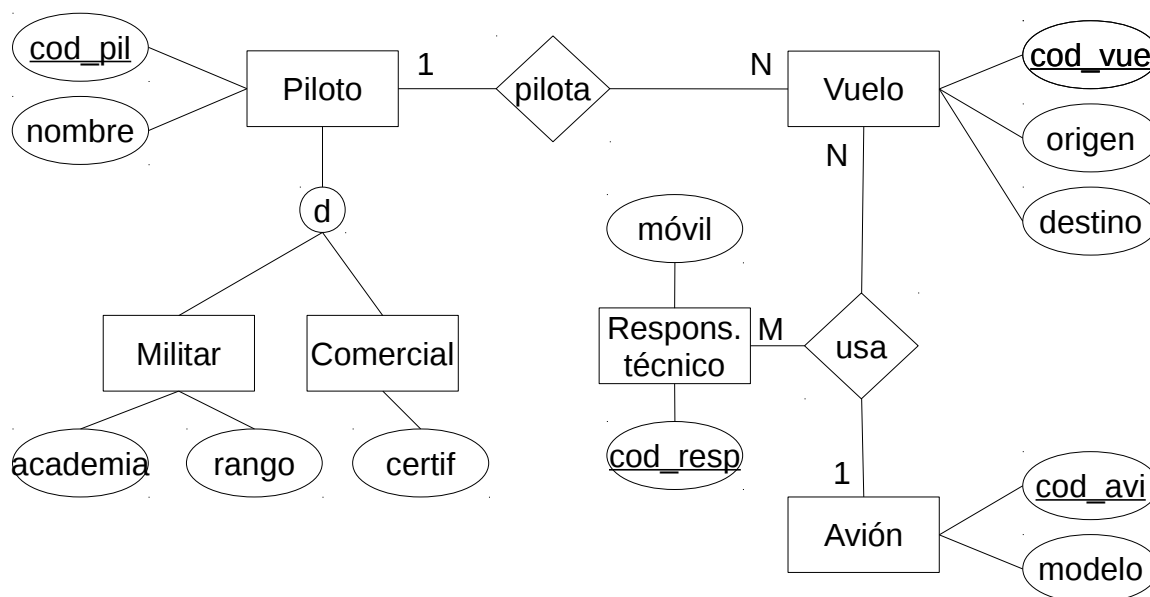 cod_pil
nombre
Piloto
1
pilota
N
Vuelo
cod_vue
origen
destino
N
d
móvil
Militar
Comercial
Respons.
técnico
M
usa
academia
rango
certif
cod_resp
1
Avión
cod_avi
modelo